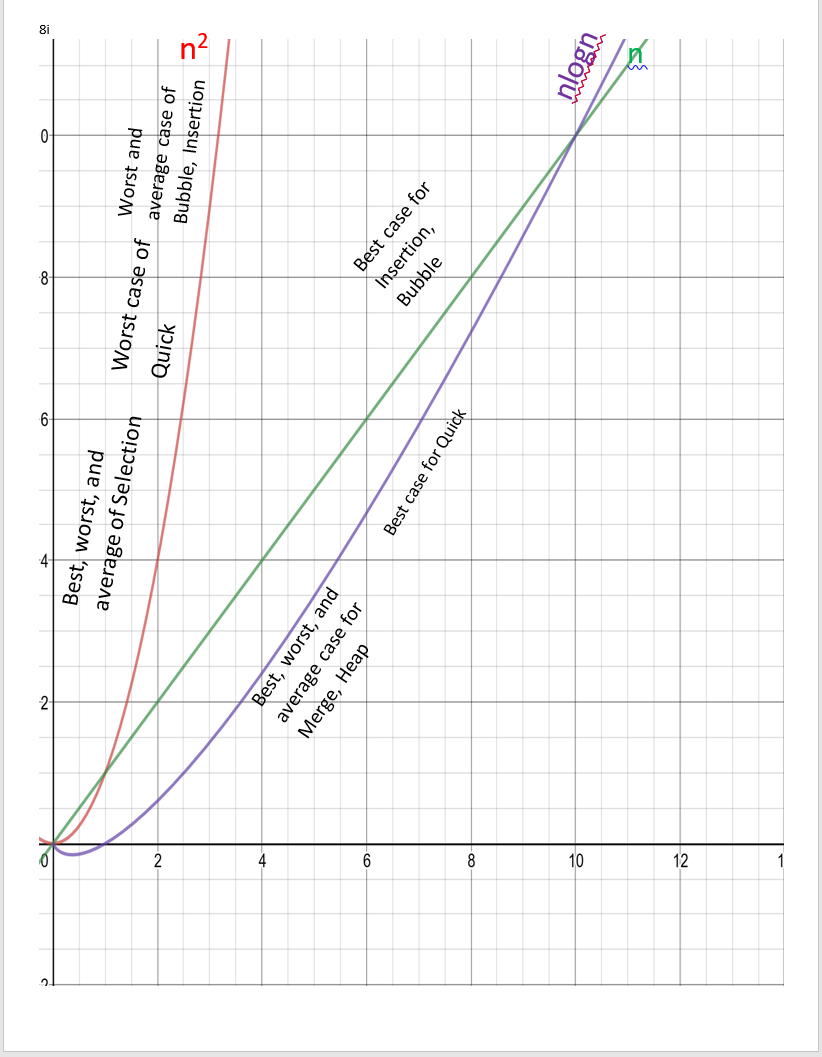 8i
n²
nlogn
n
Worst and
average case of
Bubble, Insertion
Worst case of
Quick
Best, worst, and
average of Selection
Best case for
Insertion,
Bubble
Best case for Quick
Best, worst, and
average case for
Merge, Heap
0
8
6
4
2
0 2 4 6 8 10 12 1
2